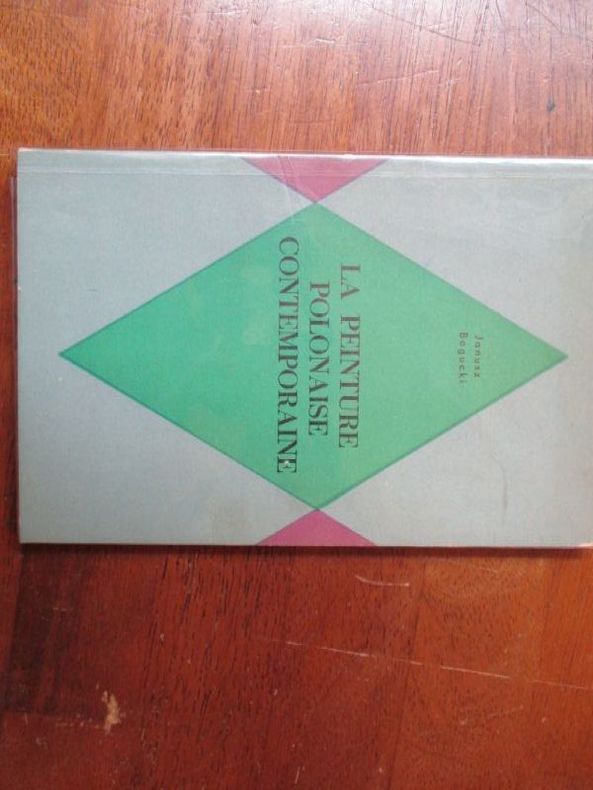 Janusz
Bogucki
LA PEINTURE
POLONAISE
CONTEMPORAINE